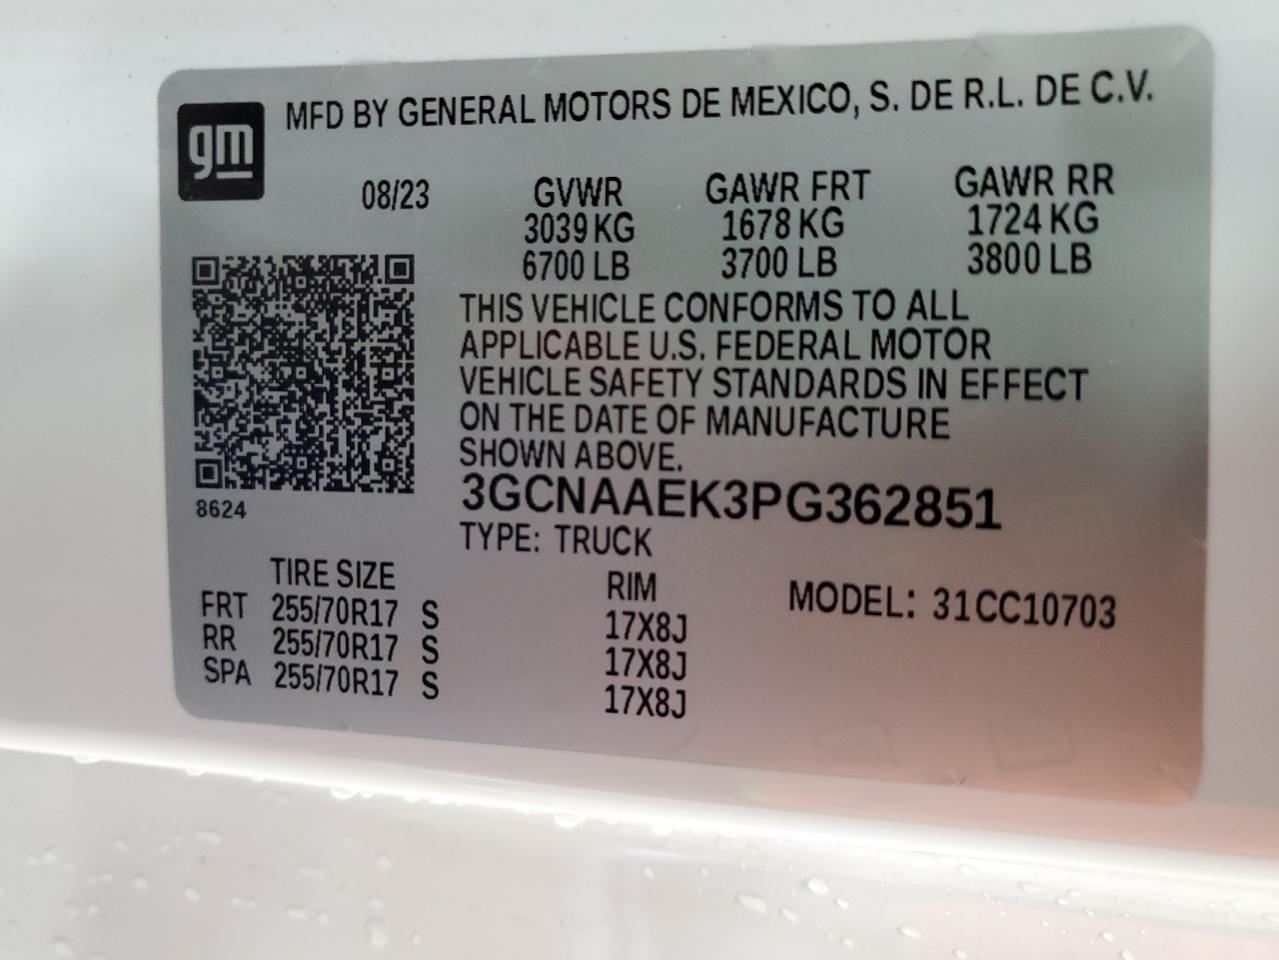 gm
MFD BY GENERAL MOTORS DE MEXICO, S. DE R.L. DE C.V.
08/23 GVWR GAWR FRT GAWR RR
3039 KG 1678 KG 1724 KG
6700 LB 3700 LB 3800 LB
THIS VEHICLE CONFORMS TO ALL
APPLICABLE U.S. FEDERAL MOTOR
VEHICLE SAFETY STANDARDS IN EFFECT
ON THE DATE OF MANUFACTURE
SHOWN ABOVE.
3GCNAAEK3PG362851
8624
TYPE: TRUCK
TIRE SIZE RIM MODEL: 31CC10703
FRT 255/70R17 S 17X8J
RR 255/70R17 S 17X8J
SPA 255/70R17 S 17X8J